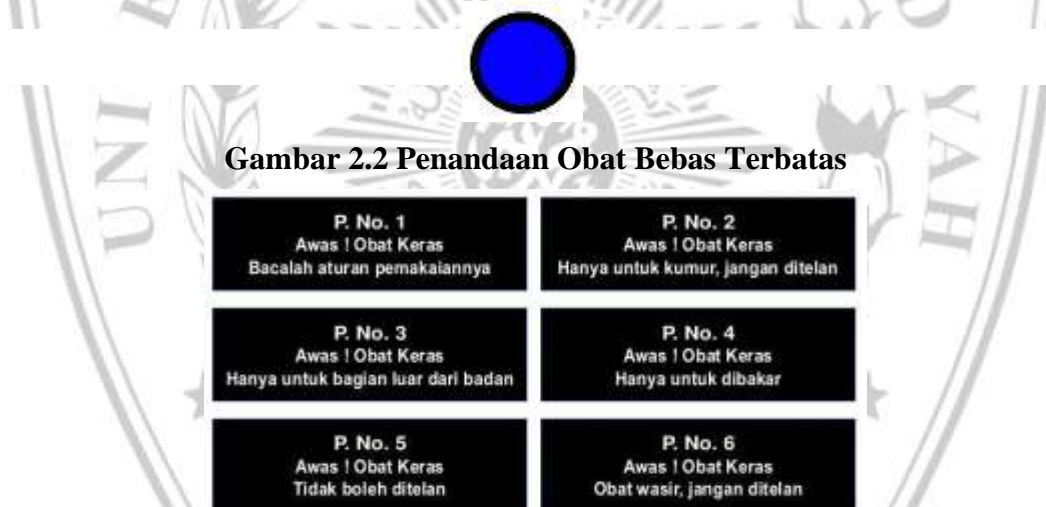 Gambar 2.2 Penandaan Obat Bebas Terbatas
P. No. 1
Awas ! Obat Keras
Bacalah aturan pemakaiannya
P. No. 2
Awas ! Obat Keras
Hanya untuk kumur, jangan ditelan
P. No. 3
Awas ! Obat Keras
Hanya untuk bagian luar dari badan
P. No. 4
Awas ! Obat Keras
Hanya untuk dibakar
P. No. 5
Awas ! Obat Keras
Tidak boleh ditelan
P. No. 6
Awas ! Obat Keras
Obat wasir, jangan ditelan
UNI
YAH